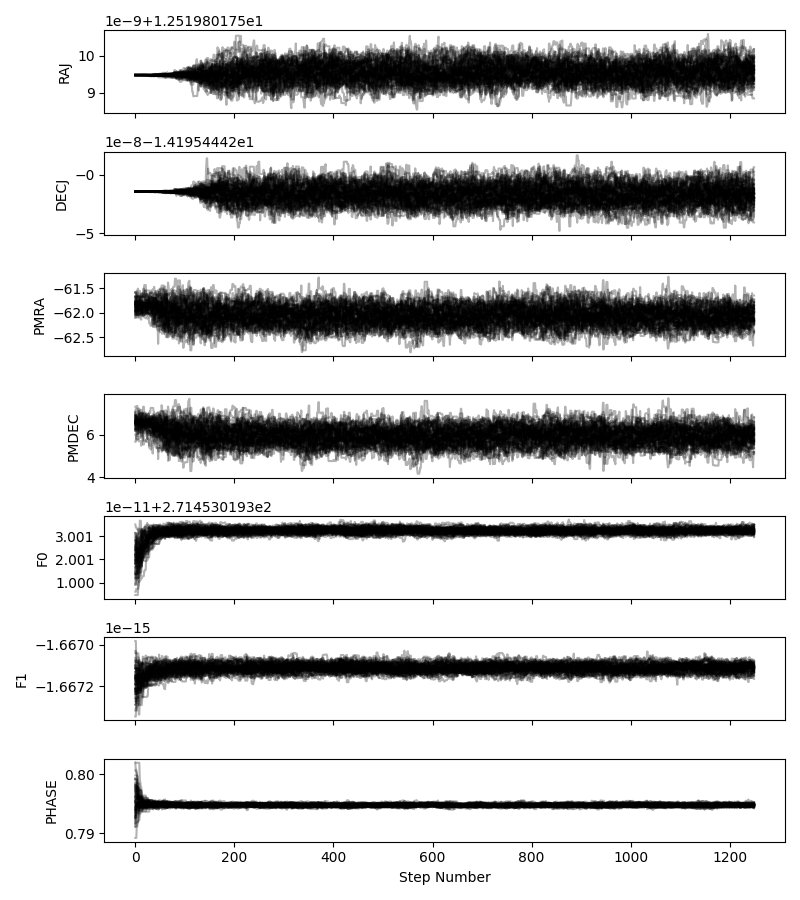 1e−9+1.251980175e1
10
9
RAJ
1e−8−1.41954442e1
−0
−5
DECJ
−61.5
−62.0
−62.5
PMRA
6
4
PMDEC
1e−11+2.714530193e2
3.001
2.001
1.000
F0
1e−15
−1.6670
−1.6672
F1
0.80
0.79
PHASE
0 200 400 600 800 1000 1200
Step Number